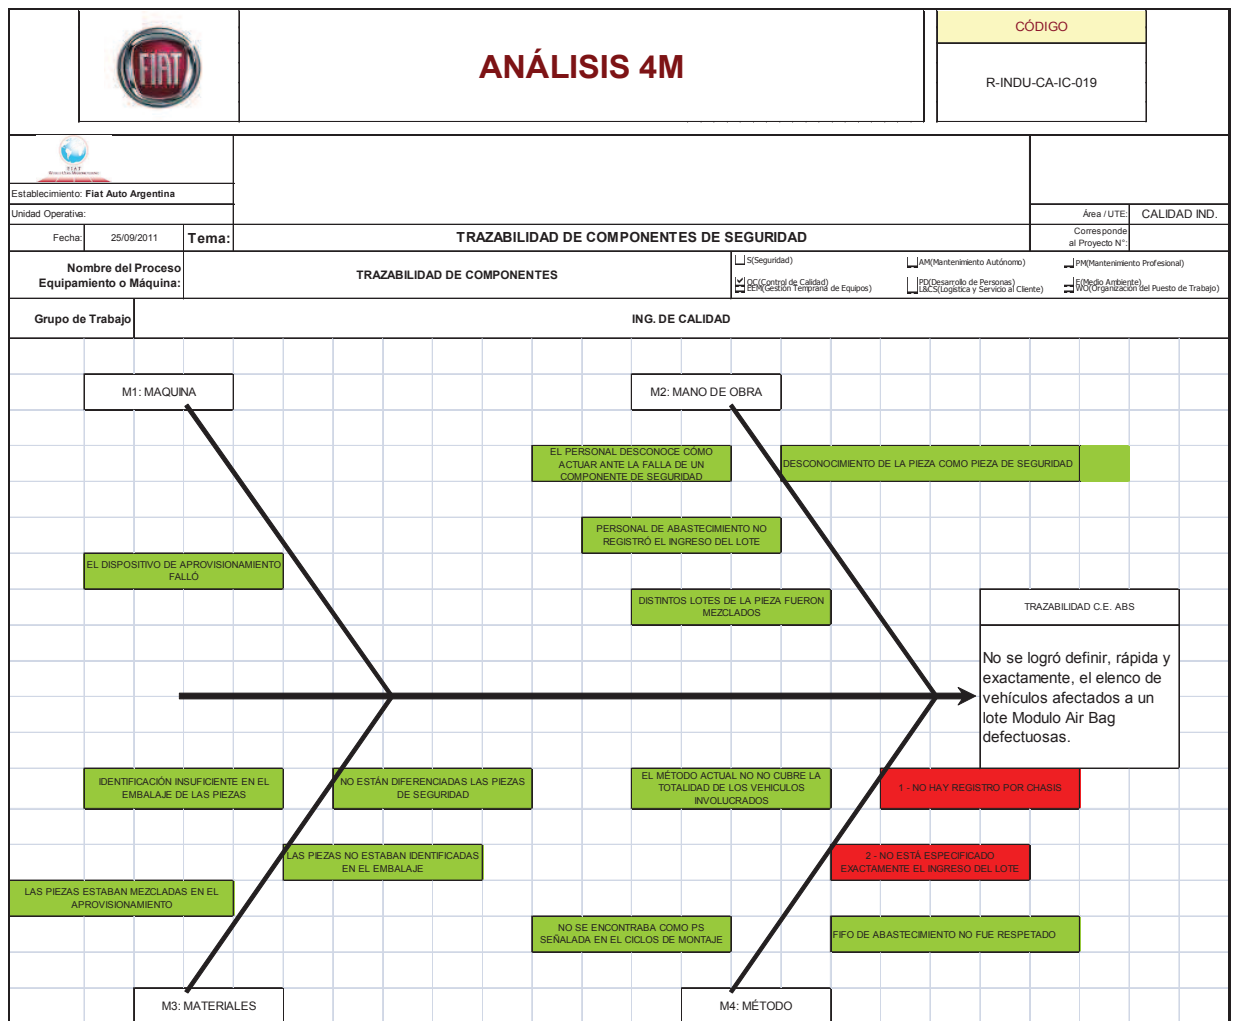 FIAT
ANÁLISIS 4M
CÓDIGO
R-INDU-CA-IC-019
FIAT
Establecimiento: Fiat Auto Argentina
Unidad Operativa:
Área / UTE:
CALIDAD IND.
Fecha:
25/09/2011
Tema:
TRAZABILIDAD DE COMPONENTES DE SEGURIDAD
Corresponde
al Proyecto N°:
Nombre del Proceso
Equipamiento o Máquina:
TRAZABILIDAD DE COMPONENTES
S(Seguridad)
AM(Mantenimiento Autónomo)
PM(Mantenimiento Profesional)
QC(Control de Calidad)
PD(Desarrollo de Personas)
E(Medio Ambiente)
EEM(Gestión Temprana de Equipos)
L&CS(Logística y Servicio al Cliente)
WO(Organización del Puesto de Trabajo)
Grupo de Trabajo
ING. DE CALIDAD
M1: MAQUINA
M2: MANO DE OBRA
EL PERSONAL DESCONOCE CÓMO
ACTUAR ANTE LA FALLA DE UN
COMPONENTE DE SEGURIDAD
DESCONOCIMIENTO DE LA PIEZA COMO PIEZA DE SEGURIDAD
PERSONAL DE ABASTECIMIENTO NO
REGISTRÓ EL INGRESO DEL LOTE
EL DISPOSITIVO DE APROVISIONAMIENTO
FALLÓ
DISTINTOS LOTES DE LA PIEZA FUERON
MEZCLADOS
TRAZABILIDAD C.E. ABS
No se logró definir, rápida y
exactamente, el elenco de
vehículos afectados a un
lote Modulo Air Bag
defectuosas.
IDENTIFICACIÓN INSUFICIENTE EN EL
EMBALAJE DE LAS PIEZAS
NO ESTÁN DIFERENCIADAS LAS PIEZAS
DE SEGURIDAD
EL MÉTODO ACTUAL NO NO CUBRE LA
TOTALIDAD DE LOS VEHICULOS
INVOLUCRADOS
1 - NO HAY REGISTRO POR CHASIS
LAS PIEZAS NO ESTABAN IDENTIFICADAS
EN EL EMBALAJE
2 - NO ESTÁ ESPECIFICADO
EXACTAMENTE EL INGRESO DEL LOTE
LAS PIEZAS ESTABAN MEZCLADAS EN EL
APROVISIONAMIENTO
NO SE ENCONTRABA COMO PS
SEÑALADA EN EL CICLOS DE MONTAJE
FIFO DE ABASTECIMIENTO NO FUE RESPETADO
M3: MATERIALES
M4: MÉTODO